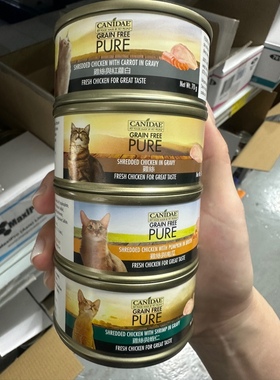 CANIDAE
GRAIN FREE
PURE
SHREDDED CHICKEN WITH CARROT IN GRAVY
FRESH CHICKEN FOR GREAT TASTE
CANIDAE
GRAIN FREE
PURE
SHREDDED CHICKEN IN GRAVY
FRESH CHICKEN FOR GREAT TASTE
CANIDAE
GRAIN FREE
PURE
SHREDDED CHICKEN WITH PUMPKIN IN GRAVY
FRESH CHICKEN FOR GREAT TASTE
CANIDAE
GRAIN FREE
PURE
SHREDDED CHICKEN WITH SHRIMP IN GRAVY
FRESH CHICKEN FOR GREAT TASTE